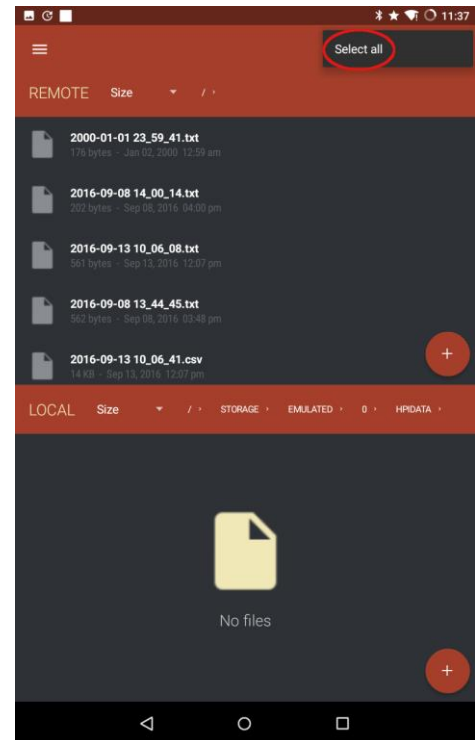 11:37
Select all
REMOTE Size / ›
2000-01-01 23_59_41.txt
176 bytes - Jan 02, 2000 12:59 am
2016-09-08 14_00_14.txt
202 bytes - Sep 08, 2016 04:00 pm
2016-09-13 10_06_08.txt
561 bytes - Sep 13, 2016 12:07 pm
2016-09-08 13_44_45.txt
562 bytes - Sep 08, 2016 03:48 pm
2016-09-13 10_06_41.csv
14 KB - Sep 13, 2016 12:07 pm
LOCAL Size / › STORAGE › EMULATED › 0 › HPIDATA ›
No files